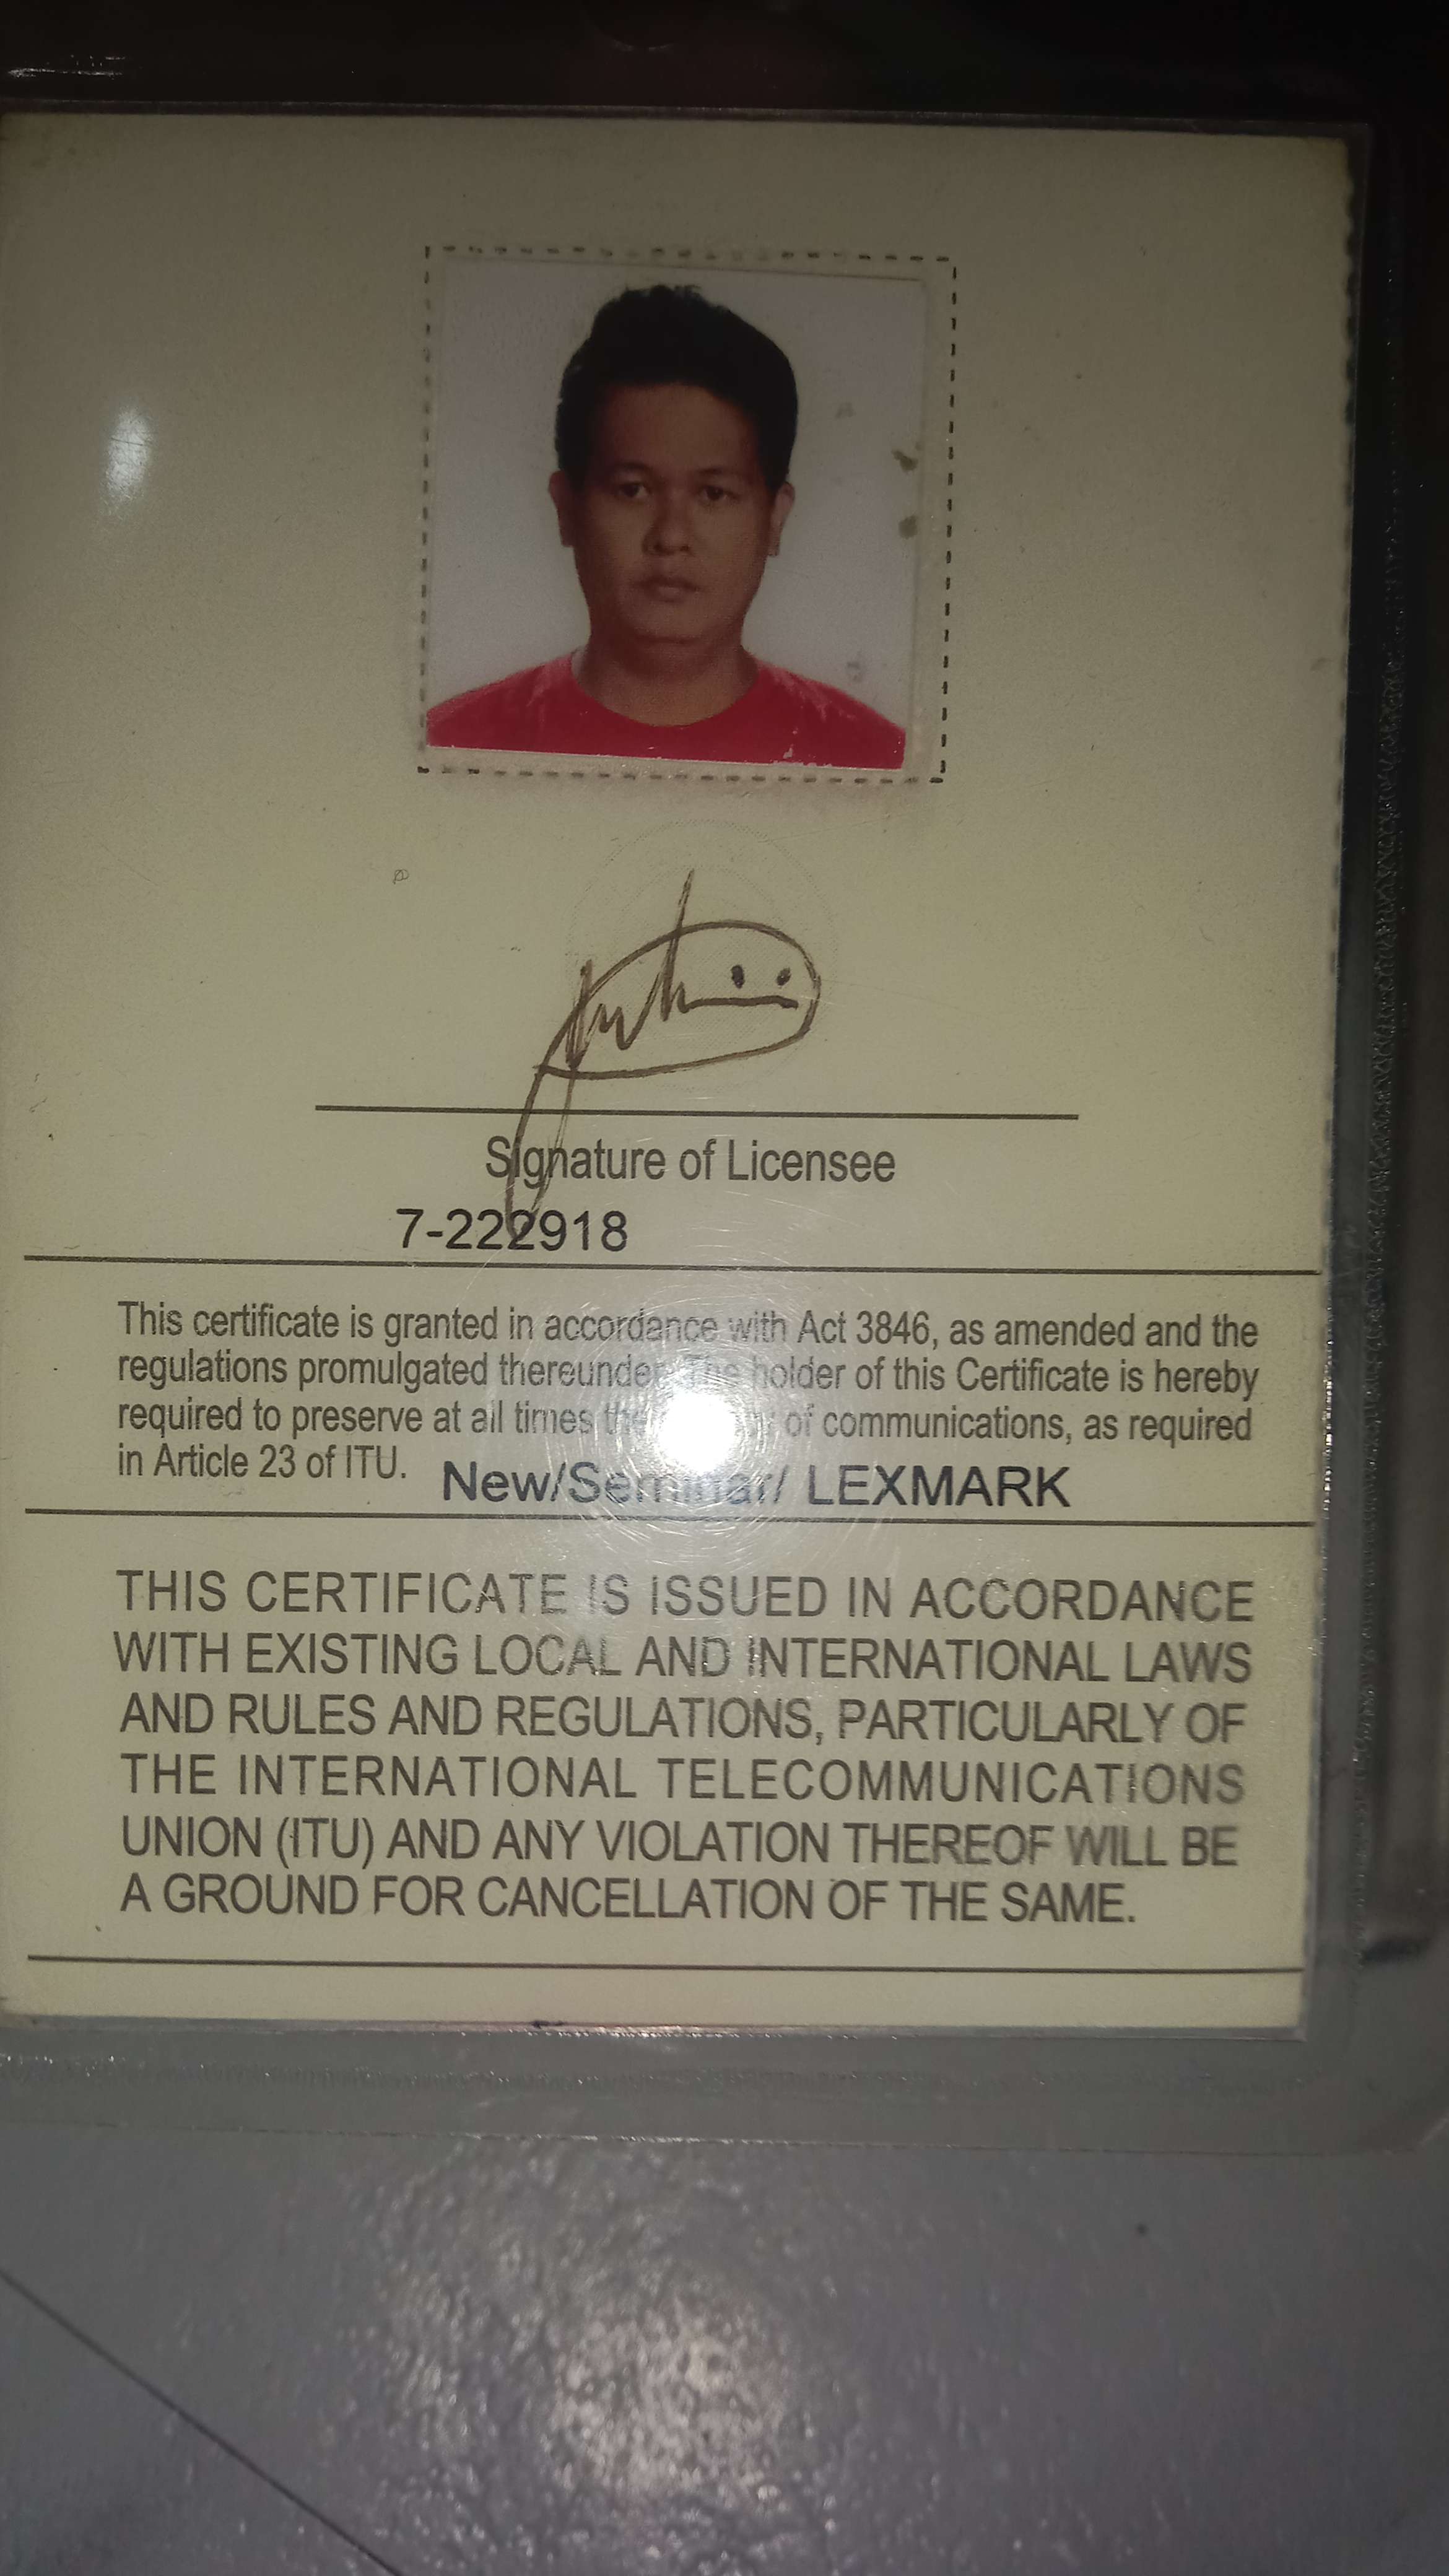 Signature of Licensee
7-222918
This certificate is granted in accordance with Act 3846, as amended and the
regulations promulgated thereunder. The holder of this Certificate is hereby
required to preserve at all times the of communications, as required
in Article 23 of ITU.
New/Seminar/ LEXMARK
THIS CERTIFICATE IS ISSUED IN ACCORDANCE
WITH EXISTING LOCAL AND INTERNATIONAL LAWS
AND RULES AND REGULATIONS, PARTICULARLY OF
THE INTERNATIONAL TELECOMMUNICATIONS
UNION (ITU) AND ANY VIOLATION THEREOF WILL BE
A GROUND FOR CANCELLATION OF THE SAME.